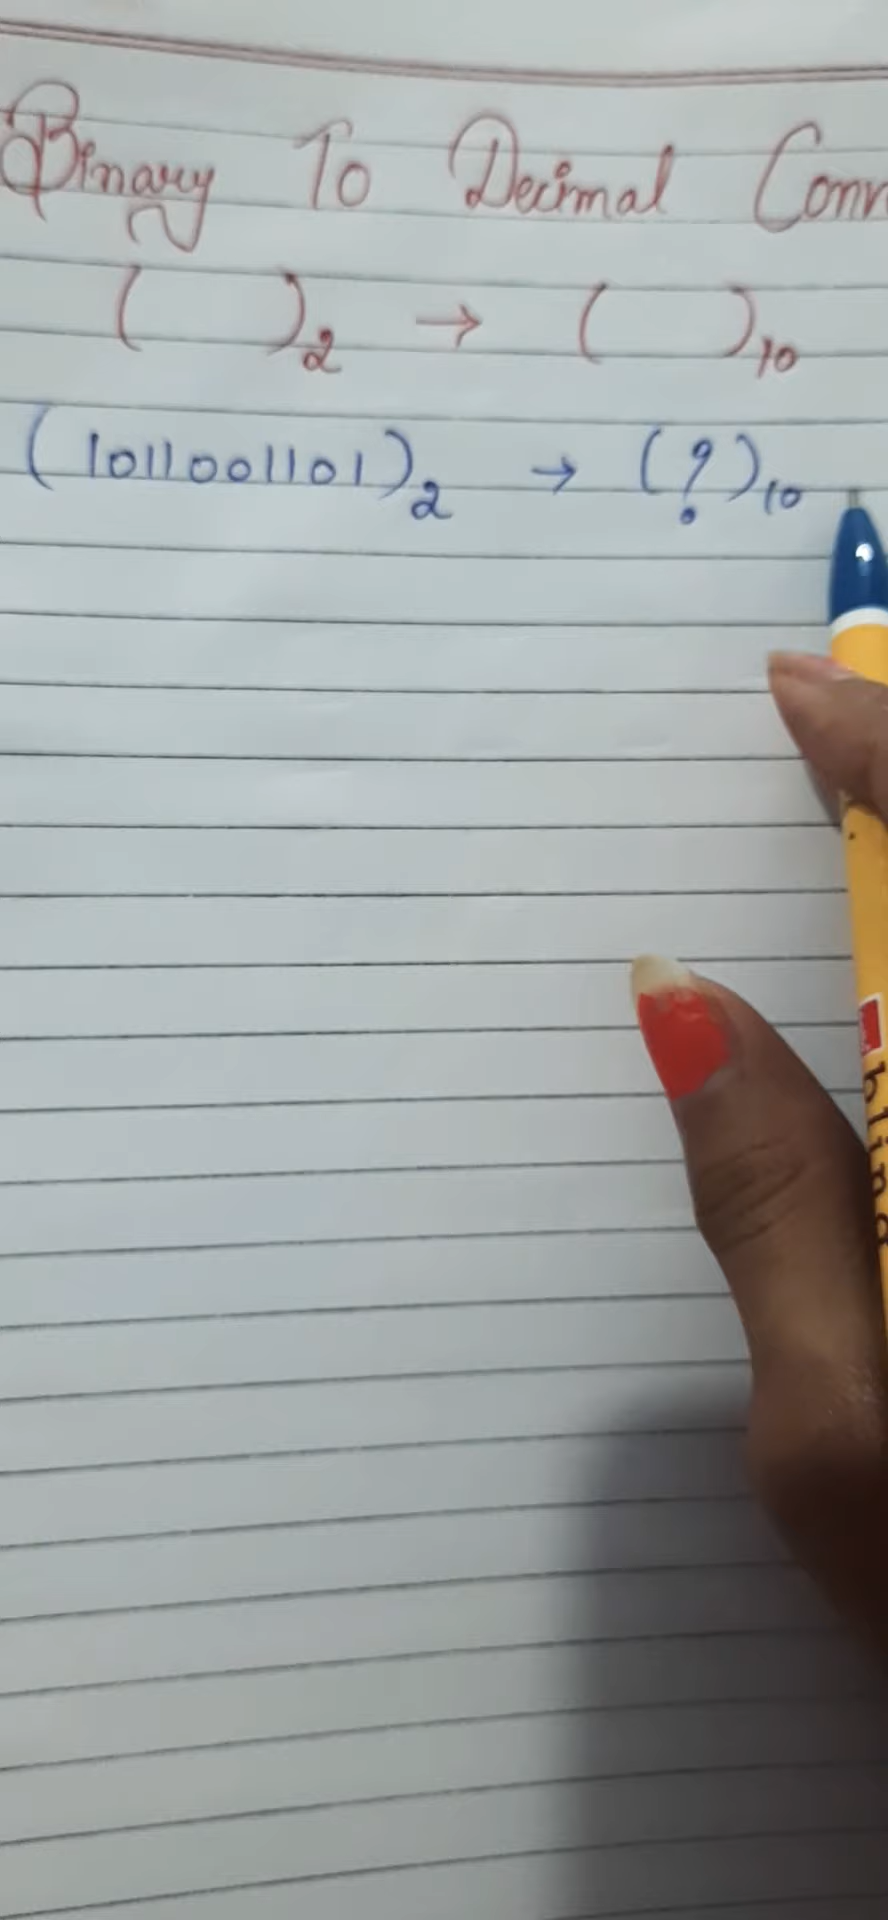 Binary To Decimal Conv
( )₂ → ( )₁₀
(1011001101)₂ → (?)₁₀